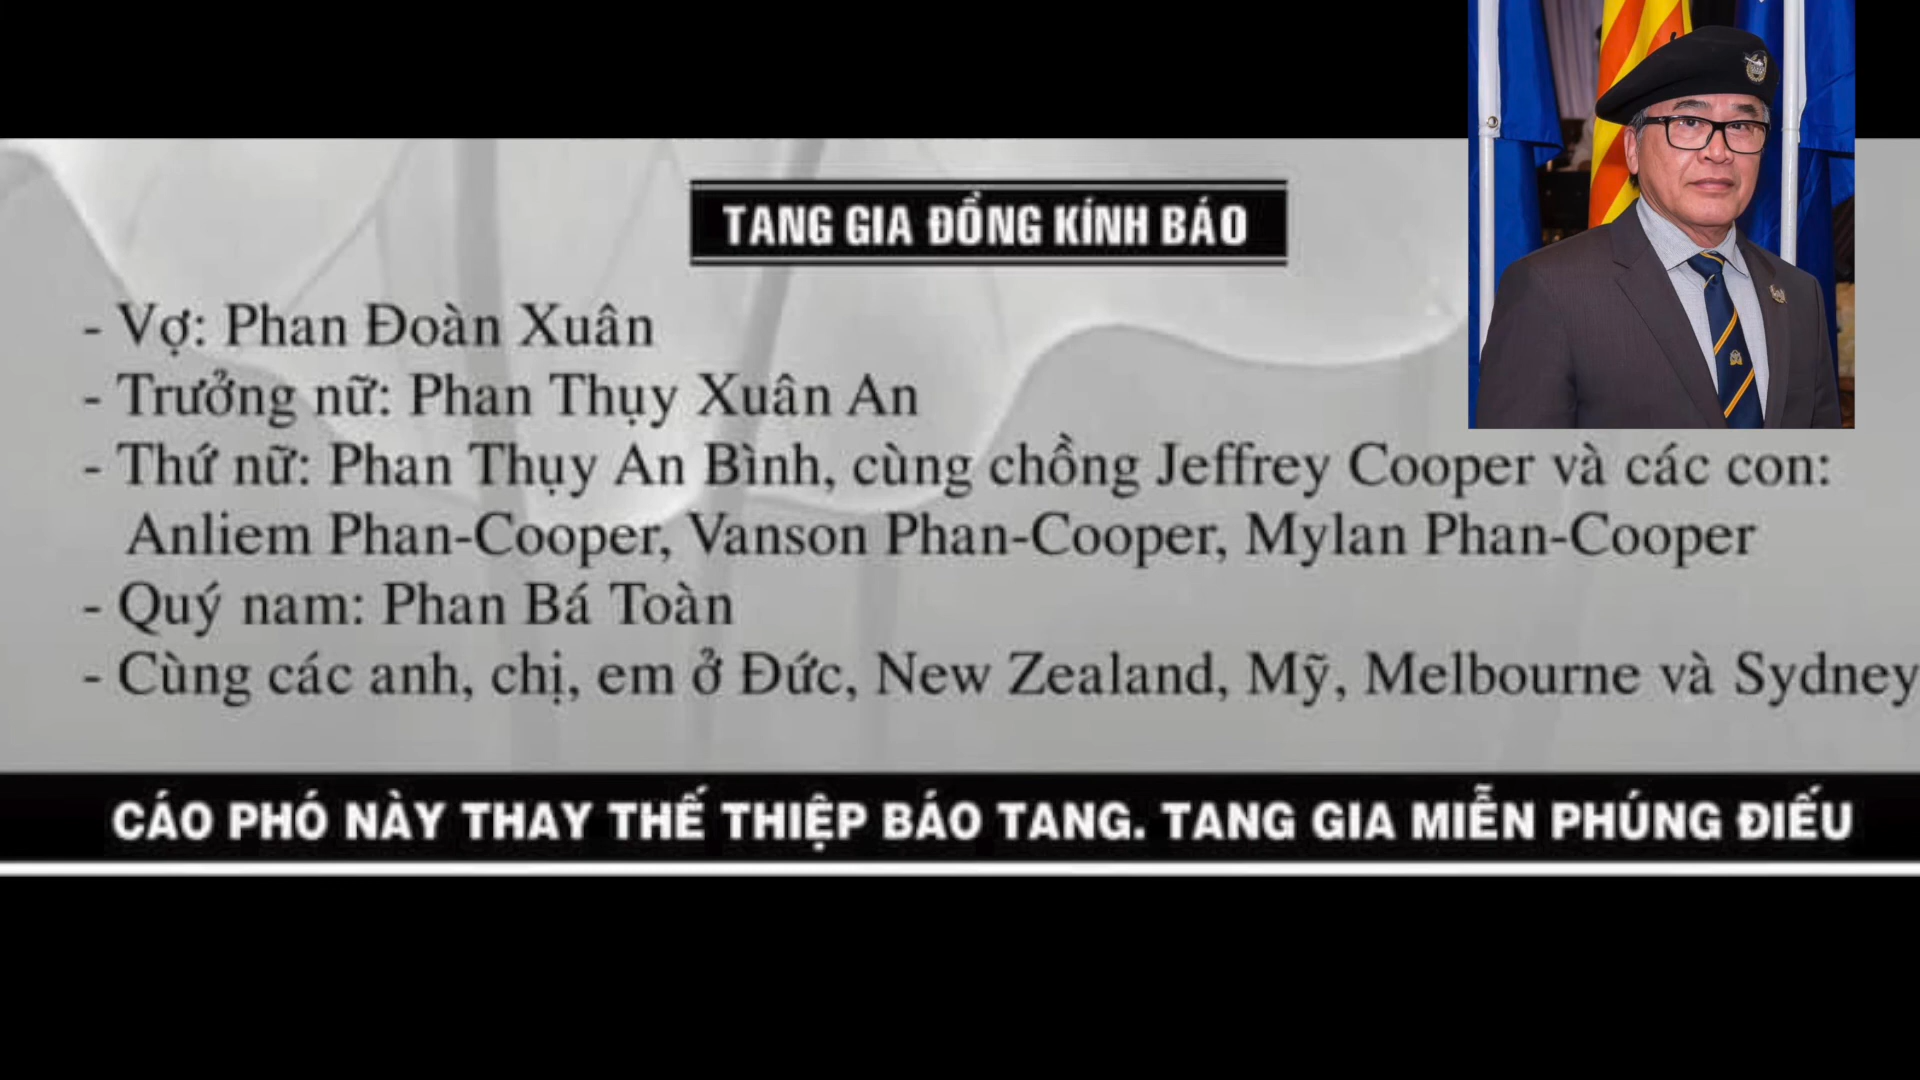 TANG GIA ĐỒNG KÍNH BÁO
- Vợ: Phan Đoàn Xuân
- Trưởng nữ: Phan Thụy Xuân An
- Thứ nữ: Phan Thụy An Bình, cùng chồng Jeffrey Cooper và các con:
Anliem Phan-Cooper, Vanson Phan-Cooper, Mylan Phan-Cooper
- Quý nam: Phan Bá Toàn
- Cùng các anh, chị, em ở Đức, New Zealand, Mỹ, Melbourne và Sydney
CÁO PHÓ NÀY THAY THẾ THIỆP BÁO TANG. TANG GIA MIỄN PHÚNG ĐIẾU